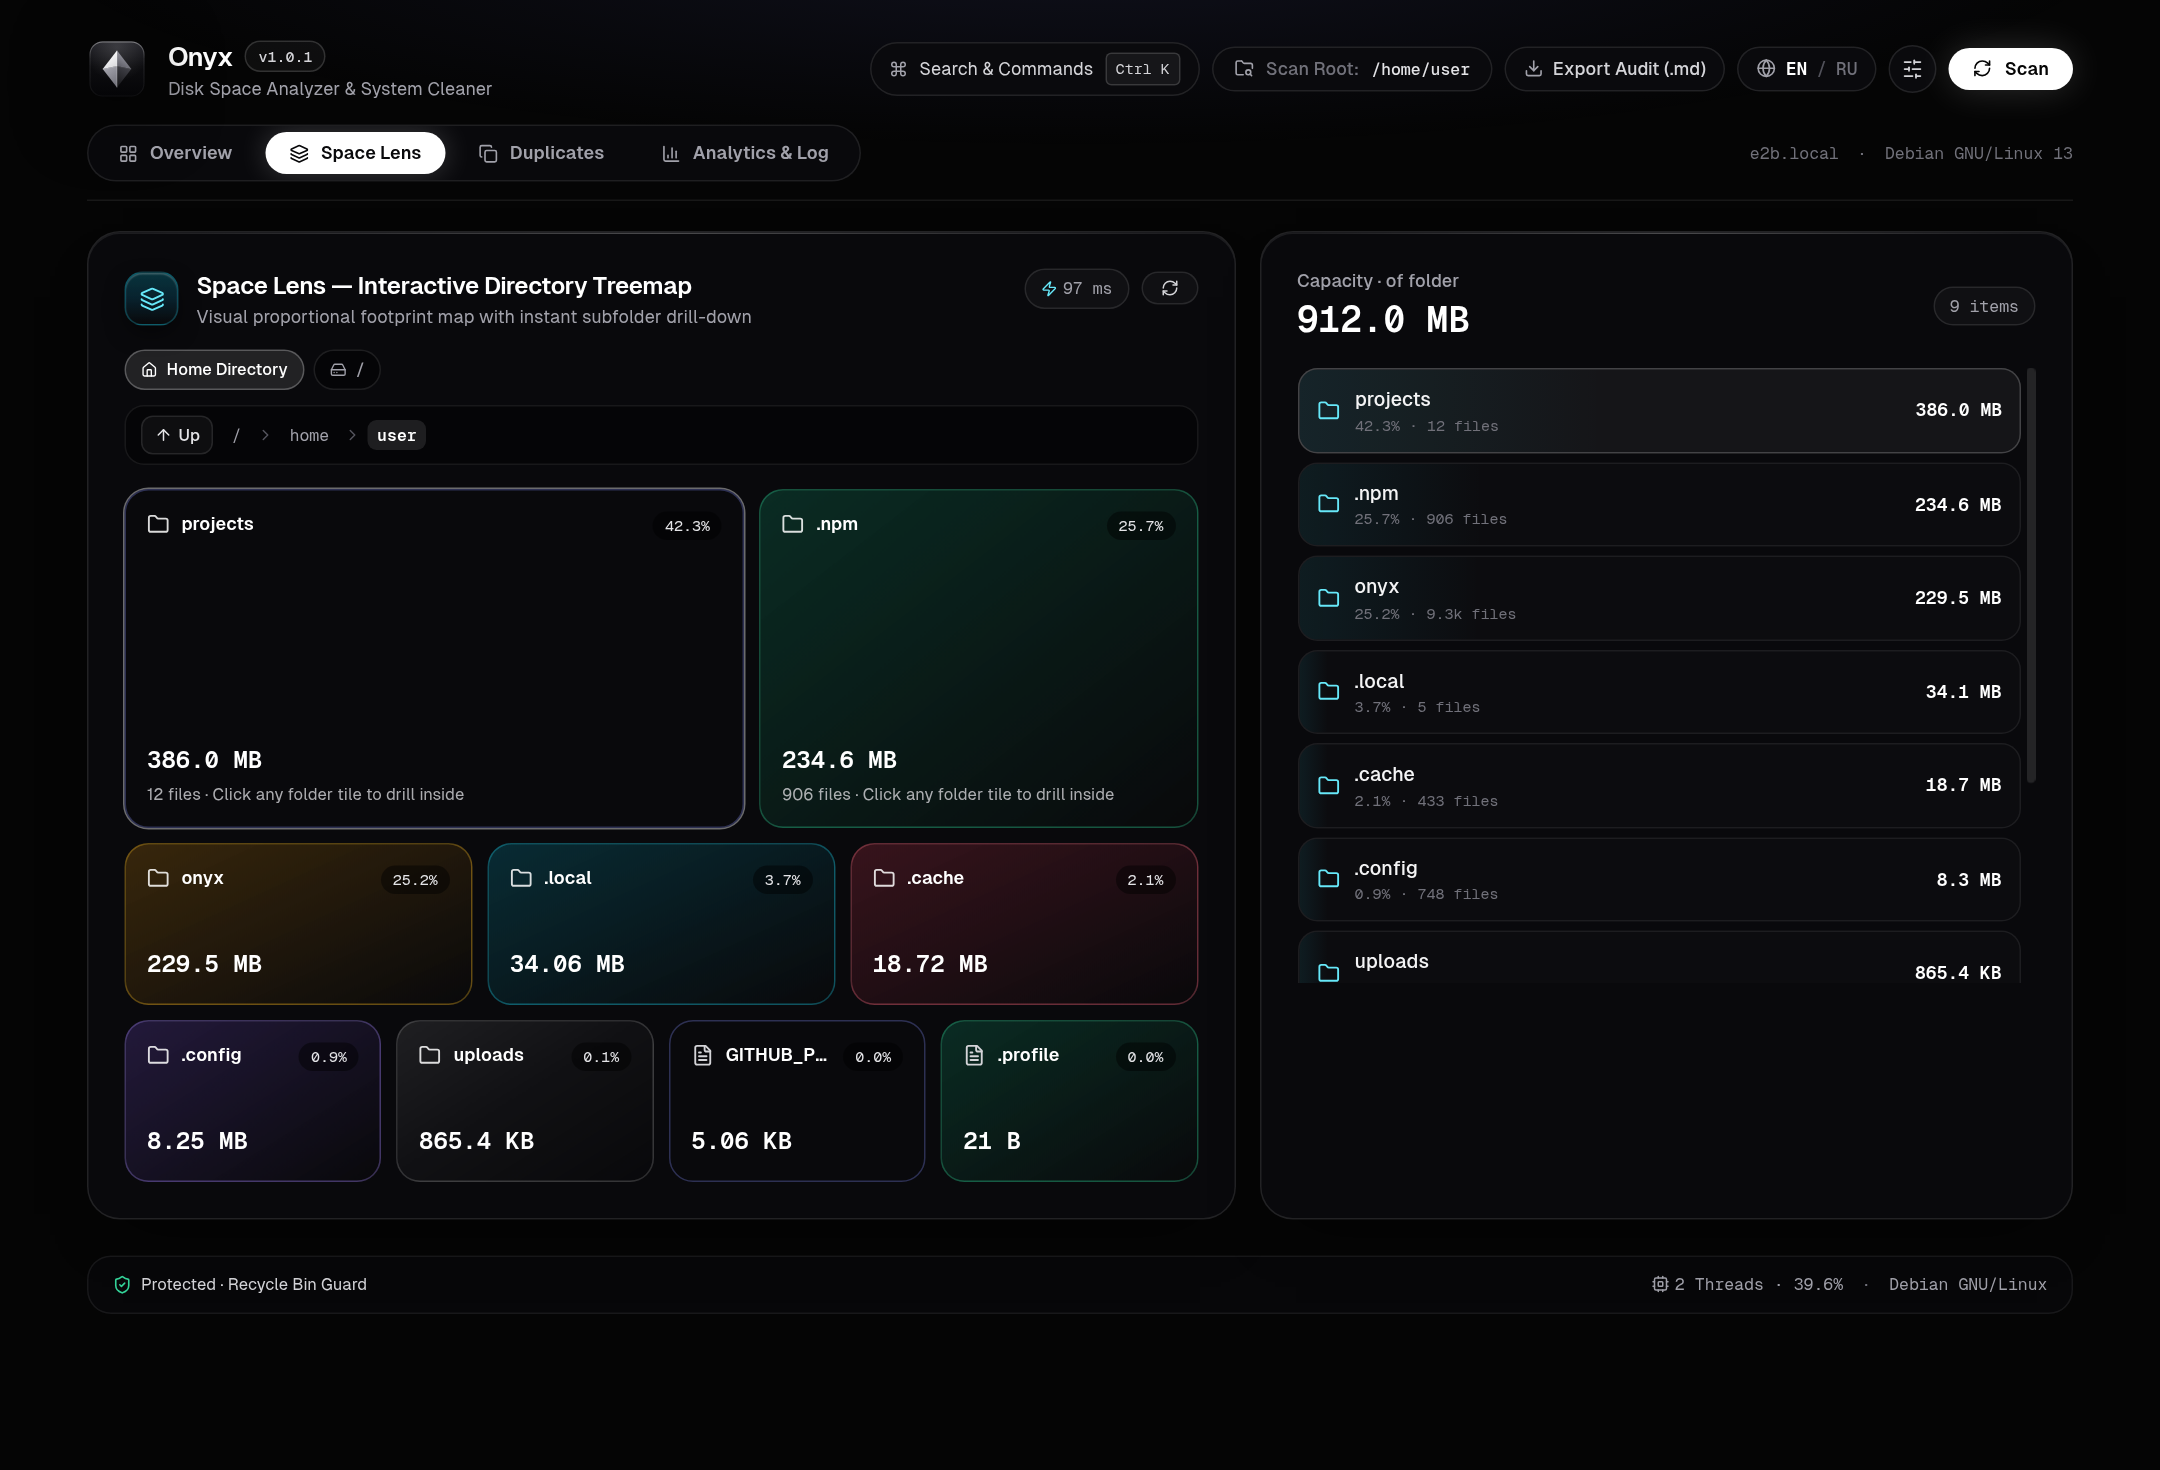 Onyx
v1.0.1
Disk Space Analyzer & System Cleaner
Search & Commands
Ctrl K
Scan Root: /home/user
Export Audit (.md)
EN / RU
Scan
Overview
Space Lens
Duplicates
Analytics & Log
e2b.local · Debian GNU/Linux 13
Space Lens — Interactive Directory Treemap
Visual proportional footprint map with instant subfolder drill-down
97 ms
Home Directory
/
Up
/
home
user
projects
42.3%
386.0 MB
12 files · Click any folder tile to drill inside
.npm
25.7%
234.6 MB
906 files · Click any folder tile to drill inside
onyx
25.2%
229.5 MB
.local
3.7%
34.06 MB
.cache
2.1%
18.72 MB
.config
0.9%
8.25 MB
uploads
0.1%
865.4 KB
GITHUB_P...
0.0%
5.06 KB
.profile
0.0%
21 B
Capacity · of folder
912.0 MB
9 items
projects
42.3% · 12 files
386.0 MB
.npm
25.7% · 906 files
234.6 MB
onyx
25.2% · 9.3k files
229.5 MB
.local
3.7% · 5 files
34.1 MB
.cache
2.1% · 433 files
18.7 MB
.config
0.9% · 748 files
8.3 MB
uploads
865.4 KB
Protected · Recycle Bin Guard
2 Threads · 39.6% · Debian GNU/Linux